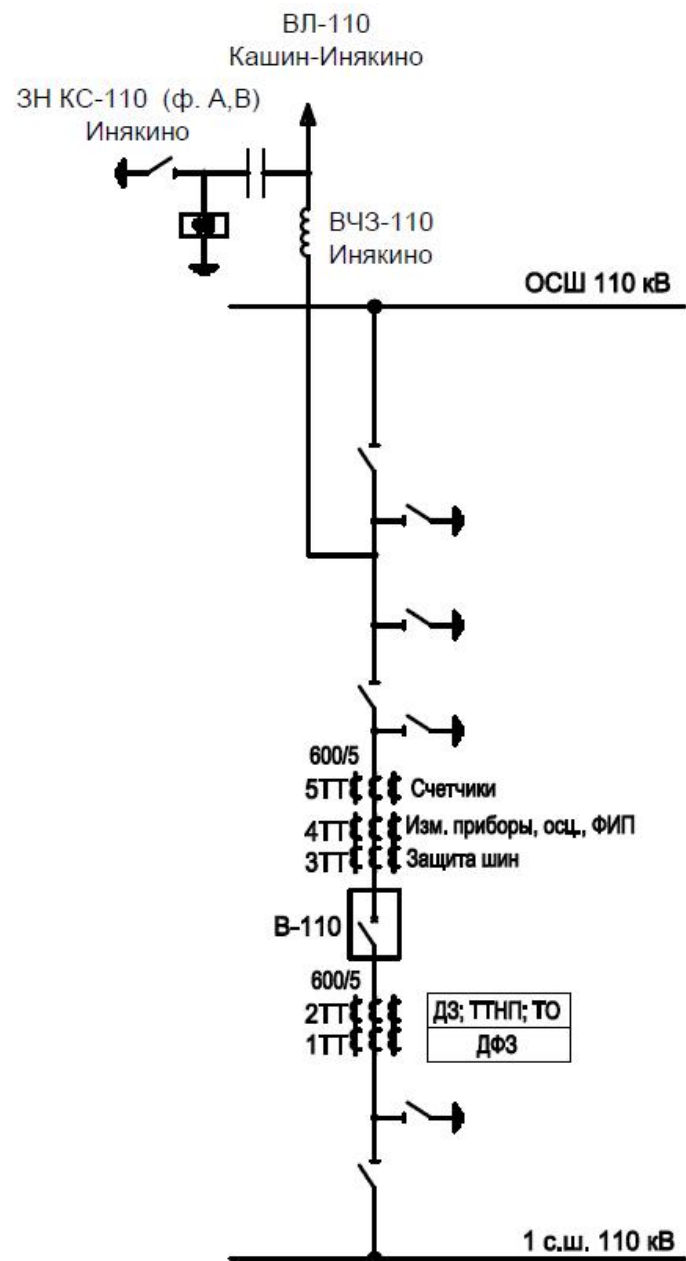 ВЛ-110
Кашин-Инякино
ЗН КС-110 (ф. А,В)
Инякино
ВЧЗ-110
Инякино
ОСШ 110 кВ
600/5
5ТТ Счетчики
4ТТ Изм. приборы, осц., ФИП
3ТТ Защита шин
В-110
600/5
2ТТ ДЗ; ТТНП; ТО
1ТТ ДФЗ
1 с.ш. 110 кВ